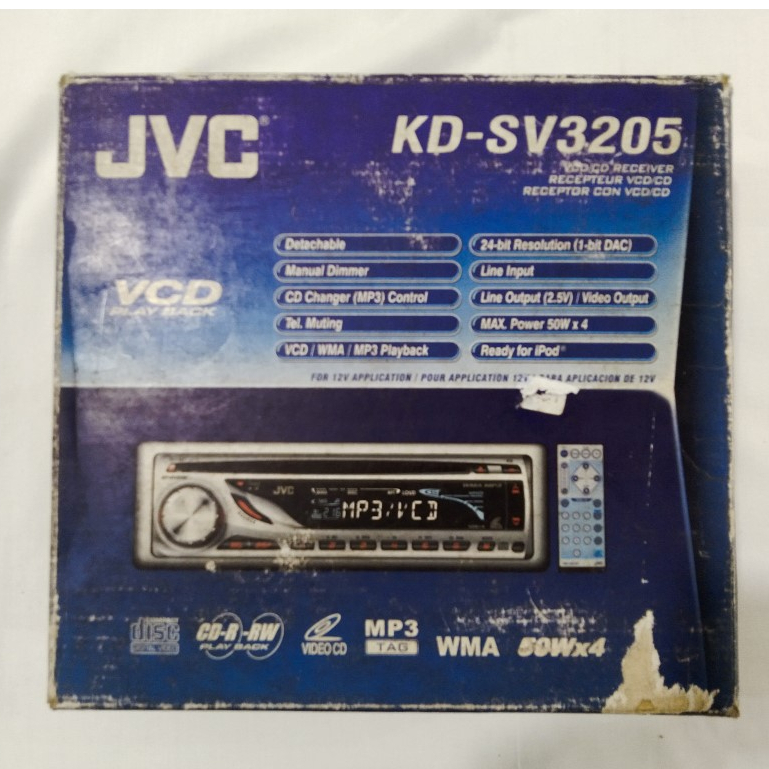 JVC®
KD-SV3205
VCD/CD RECEIVER
RECEPTEUR VCD/CD
RECEPTOR CON VCD/CD
VCD
PLAY BACK
Detachable
24-bit Resolution (1-bit DAC)
Manual Dimmer
Line Input
CD Changer (MP3) Control
Line Output (2.5V) / Video Output
Tel. Muting
MAX. Power 50W x 4
VCD / WMA / MP3 Playback
Ready for iPod®
FOR 12V APPLICATION / POUR APPLICATION 12V / PARA APLICACION DE 12V
JVC
LOUD
MP3/VCD
JVC
disc
CD-R-RW
PLAY BACK
VIDEO CD
MP3
TAG
WMA
50Wx4